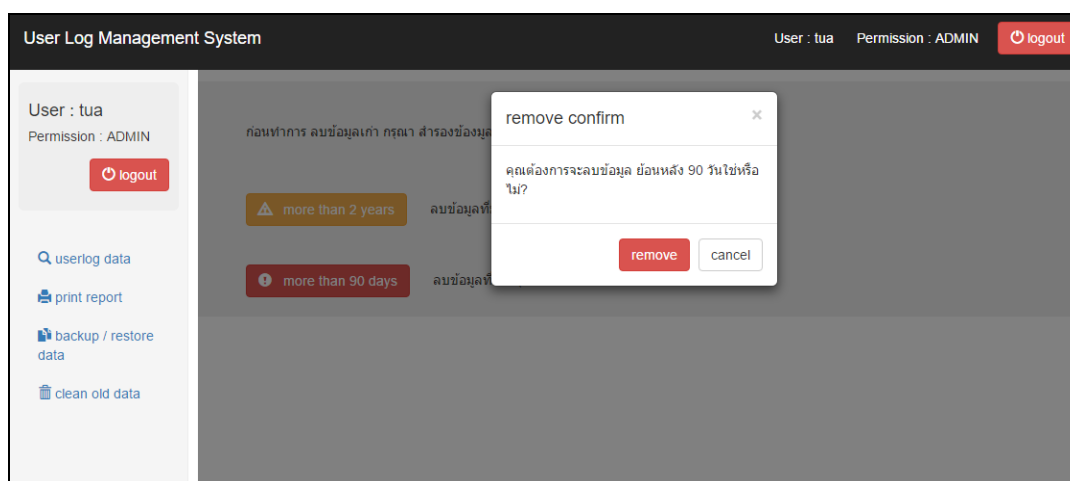 User Log Management System
User : tua
Permission : ADMIN
logout
User : tua
Permission : ADMIN
logout
userlog data
print report
backup / restore
data
clean old data
ก่อนทำการ ลบข้อมูลเก่า กรุณา สำรองข้องมูล
more than 2 years
ลบข้อมูลที่
more than 90 days
ลบข้อมูลที่
remove confirm
×
คุณต้องการจะลบข้อมูล ย้อนหลัง 90 วันใช่หรือ
ไม่?
remove
cancel